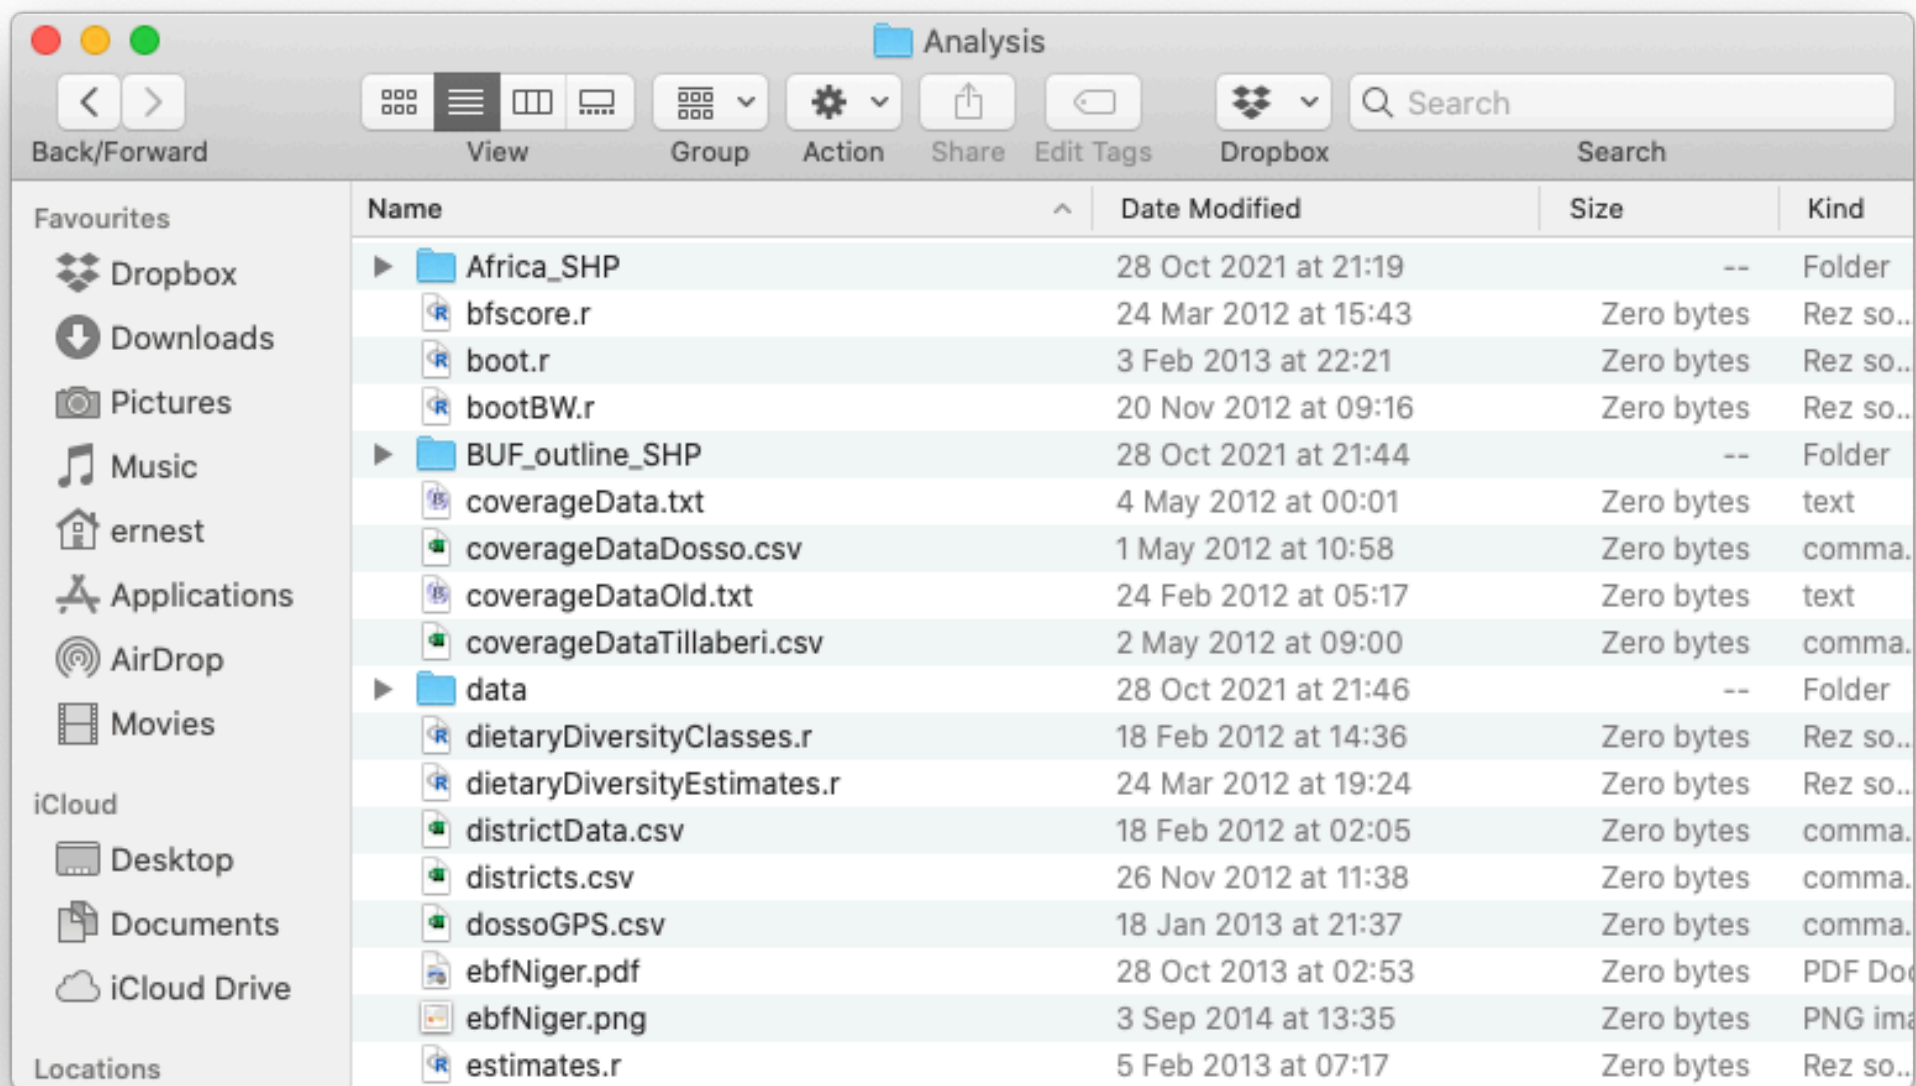 Analysis
Search
Back/Forward View Group Action Share Edit Tags Dropbox Search
Favourites
Dropbox
Downloads
Pictures
Music
ernest
Applications
AirDrop
Movies
iCloud
Desktop
Documents
iCloud Drive
Locations
Name Date Modified Size Kind
Africa_SHP 28 Oct 2021 at 21:19 -- Folder
bfscore.r 24 Mar 2012 at 15:43 Zero bytes Rez so...
boot.r 3 Feb 2013 at 22:21 Zero bytes Rez so...
bootBW.r 20 Nov 2012 at 09:16 Zero bytes Rez so...
BUF_outline_SHP 28 Oct 2021 at 21:44 -- Folder
coverageData.txt 4 May 2012 at 00:01 Zero bytes text
coverageDataDosso.csv 1 May 2012 at 10:58 Zero bytes comma.
coverageDataOld.txt 24 Feb 2012 at 05:17 Zero bytes text
coverageDataTillaberi.csv 2 May 2012 at 09:00 Zero bytes comma.
data 28 Oct 2021 at 21:46 -- Folder
dietaryDiversityClasses.r 18 Feb 2012 at 14:36 Zero bytes Rez so...
dietaryDiversityEstimates.r 24 Mar 2012 at 19:24 Zero bytes Rez so...
districtData.csv 18 Feb 2012 at 02:05 Zero bytes comma.
districts.csv 26 Nov 2012 at 11:38 Zero bytes comma.
dossoGPS.csv 18 Jan 2013 at 21:37 Zero bytes comma.
ebfNiger.pdf 28 Oct 2013 at 02:53 Zero bytes PDF Doc
ebfNiger.png 3 Sep 2014 at 13:35 Zero bytes PNG ima
estimates.r 5 Feb 2013 at 07:17 Zero bytes Rez so...